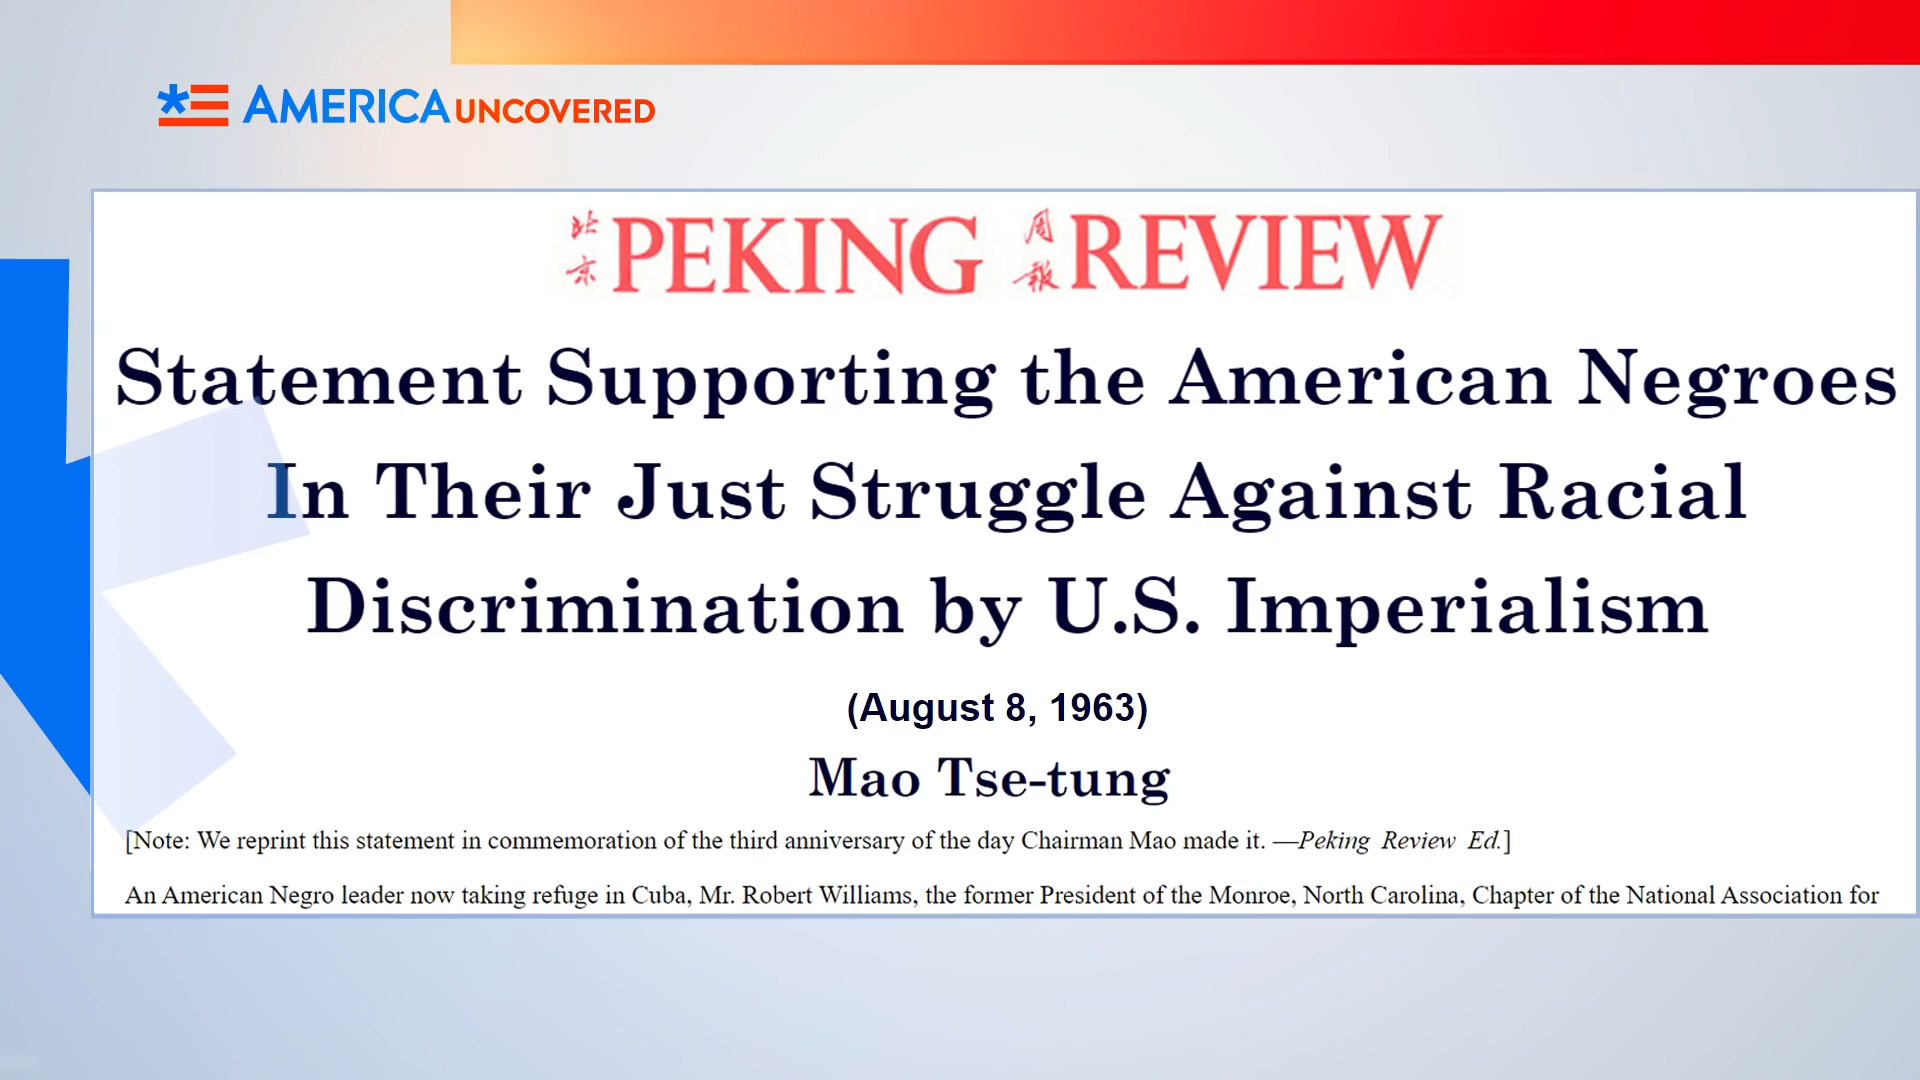 AMERICA UNCOVERED
北京 PEKING 周報 REVIEW
Statement Supporting the American Negroes
In Their Just Struggle Against Racial
Discrimination by U.S. Imperialism
(August 8, 1963)
Mao Tse-tung
[Note: We reprint this statement in commemoration of the third anniversary of the day Chairman Mao made it. —Peking Review Ed.]
An American Negro leader now taking refuge in Cuba, Mr. Robert Williams, the former President of the Monroe, North Carolina, Chapter of the National Association for